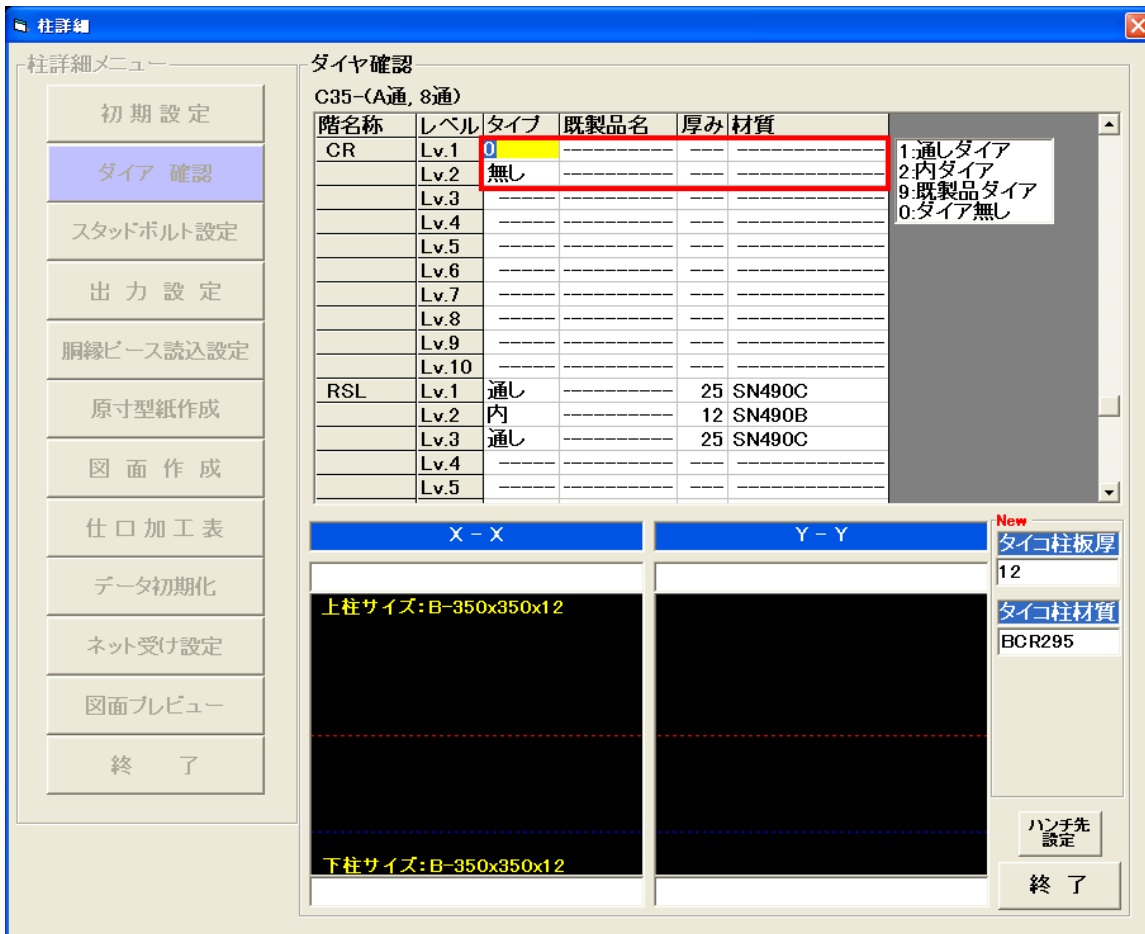 柱詳細
柱詳細メニュー
初 期 設 定
ダイア 確認
スタッドボルト設定
出 力 設 定
胴縁ピース読込設定
原寸型紙作成
図 面 作 成
仕 口 加 工 表
データ初期化
ネット受け設定
図面プレビュー
終 了
ダイヤ確認
C35-(A通, 8通)
階名称 レベル タイプ 既製品名 厚み 材質
CR Lv.1 0 ---------- --- --------------
Lv.2 無し ---------- --- --------------
Lv.3 ----- ---------- --- --------------
Lv.4 ----- ---------- --- --------------
Lv.5 ----- ---------- --- --------------
Lv.6 ----- ---------- --- --------------
Lv.7 ----- ---------- --- --------------
Lv.8 ----- ---------- --- --------------
Lv.9 ----- ---------- --- --------------
Lv.10 ----- ---------- --- --------------
RSL Lv.1 通し ---------- 25 SN490C
Lv.2 内 ---------- 12 SN490B
Lv.3 通し ---------- 25 SN490C
Lv.4 ----- ---------- --- --------------
Lv.5 ----- ---------- --- --------------
1:通しダイア
2:内ダイア
9:既製品ダイア
0:ダイア無し
X - X
Y - Y
上柱サイズ:B-350x350x12
下柱サイズ:B-350x350x12
New
タイコ柱板厚
12
タイコ柱材質
BCR295
ハンチ先
設定
終 了